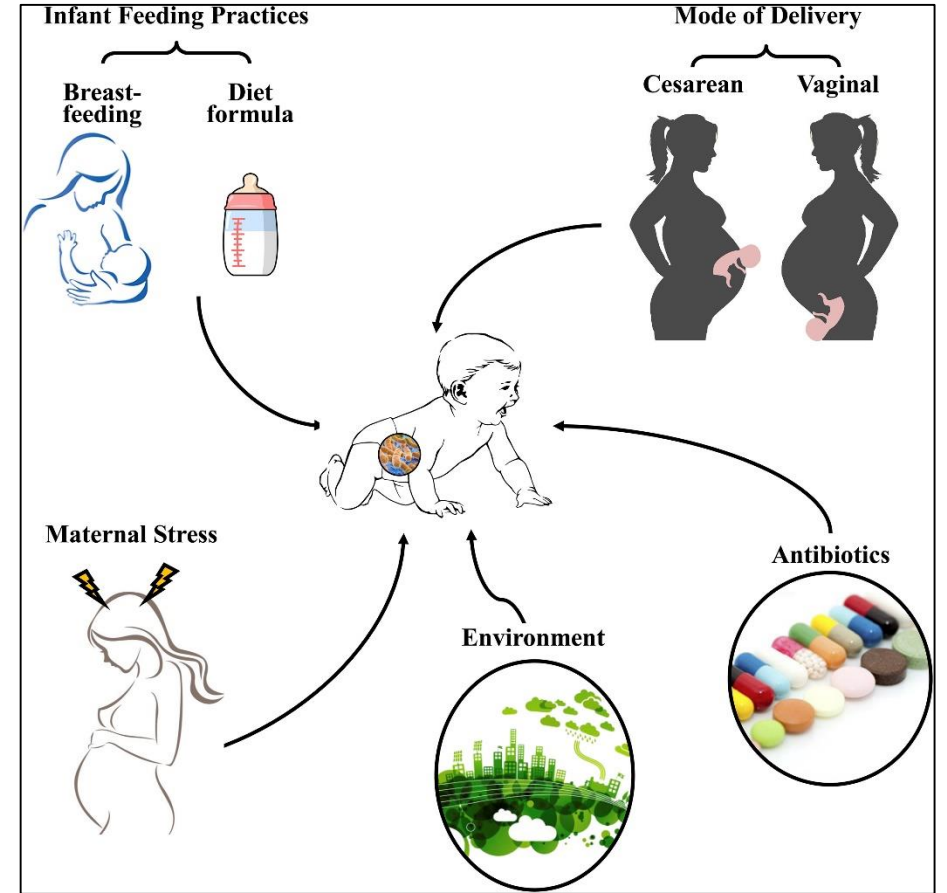 Infant Feeding Practices
Breast-
feeding
Diet
formula
Mode of Delivery
Cesarean
Vaginal
Maternal Stress
Environment
Antibiotics